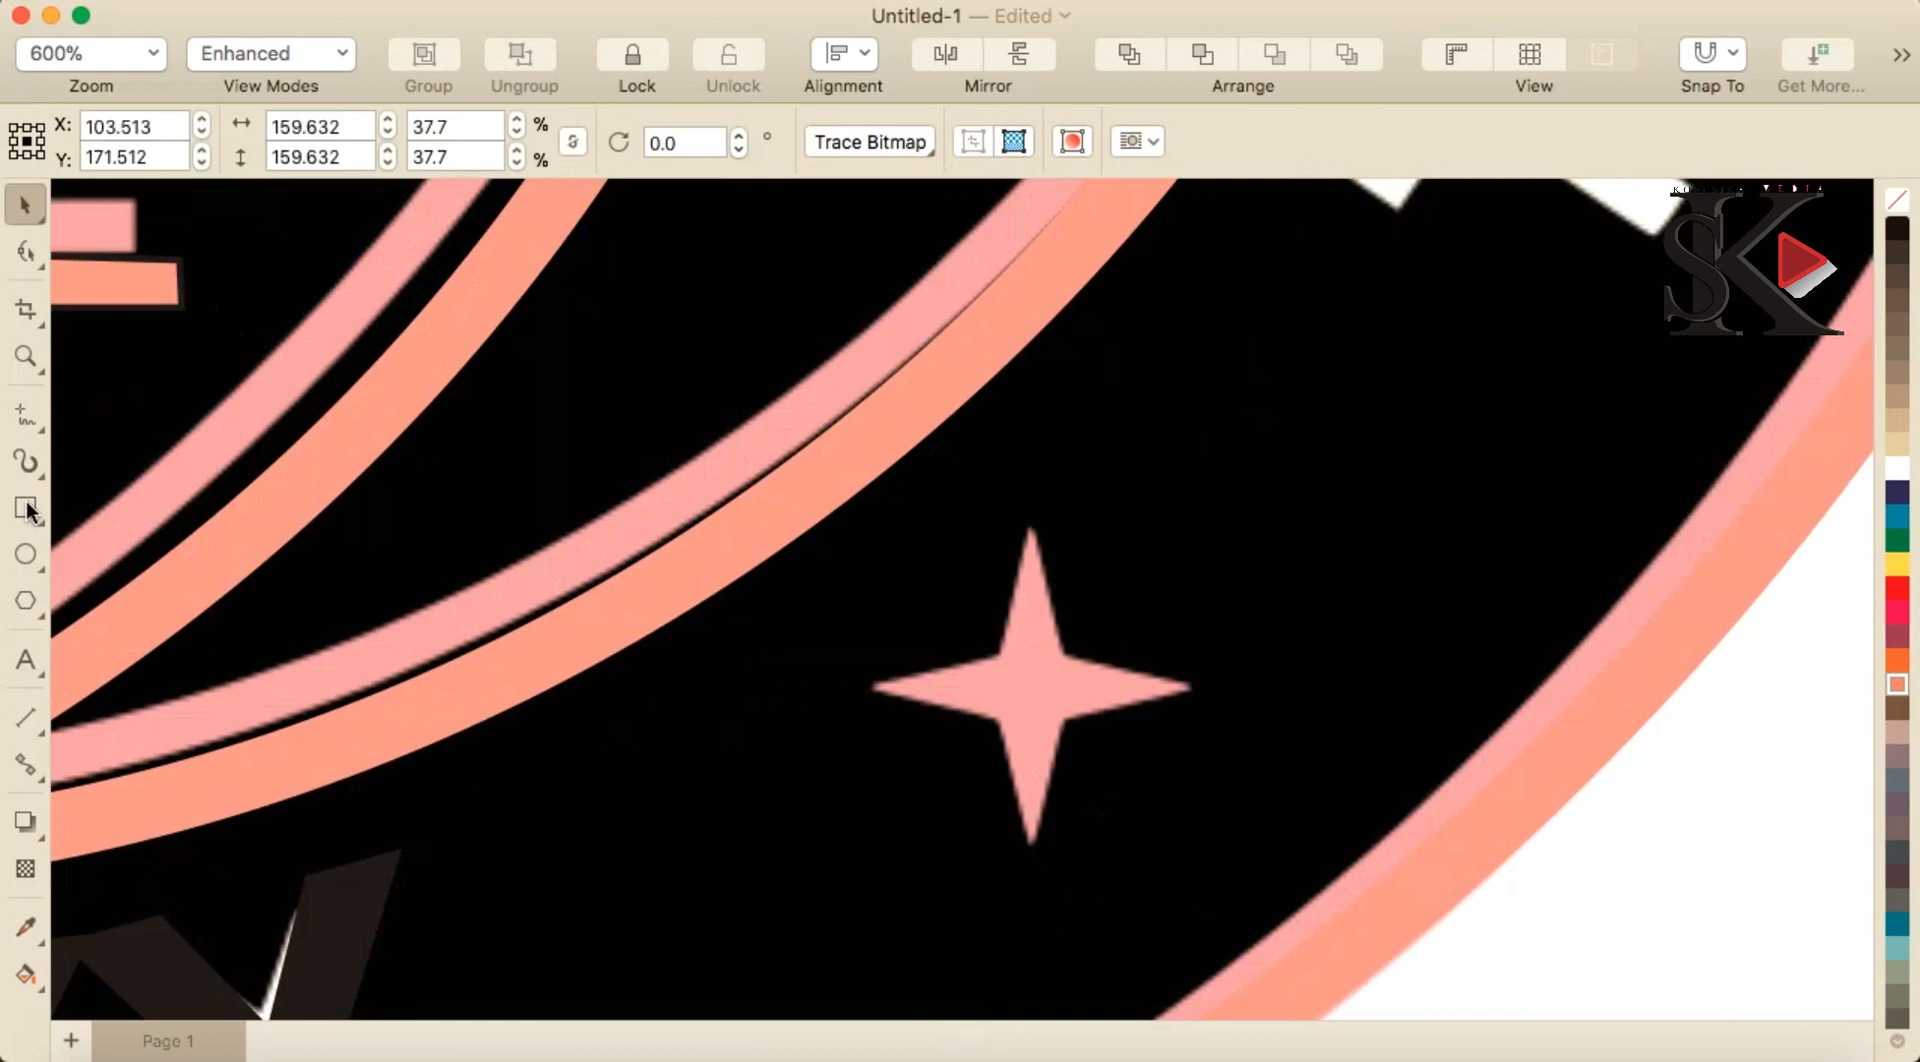 Untitled-1 — Edited
600%
Enhanced
Zoom
View Modes
Group
Ungroup
Lock
Unlock
Alignment
Mirror
Arrange
View
Snap To
Get More...
X: 103.513
159.632
37.7 %
Y: 171.512
159.632
37.7 %
0.0 °
Trace Bitmap
SK
A
Page 1